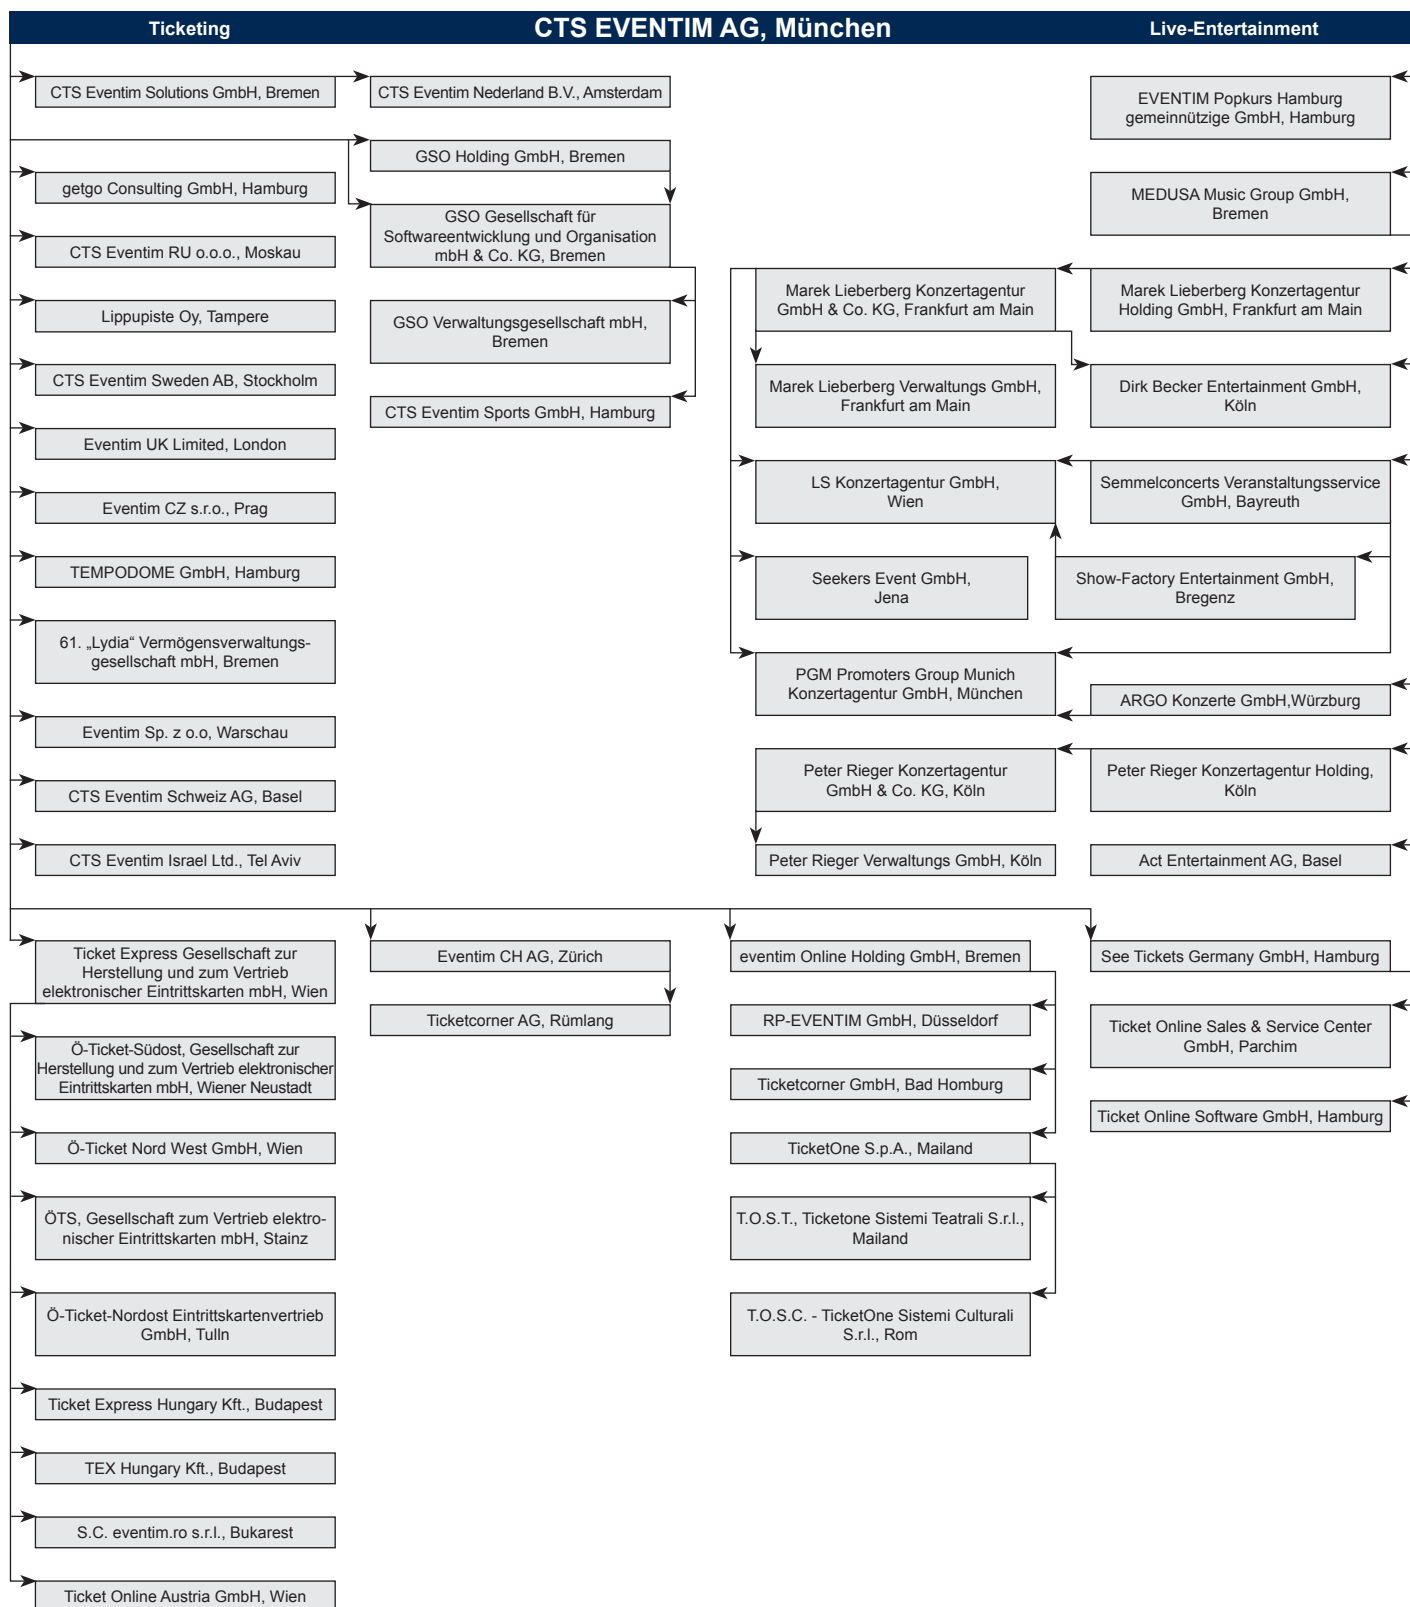 Ticketing
CTS EVENTIM AG, München
Live-Entertainment
CTS Eventim Solutions GmbH, Bremen
CTS Eventim Nederland B.V., Amsterdam
EVENTIM Popkurs Hamburg
gemeinnützige GmbH, Hamburg
GSO Holding GmbH, Bremen
getgo Consulting GmbH, Hamburg
MEDUSA Music Group GmbH,
Bremen
GSO Gesellschaft für
Softwareentwicklung und Organisation
mbH & Co. KG, Bremen
CTS Eventim RU o.o.o., Moskau
Marek Lieberberg Konzertagentur
GmbH & Co. KG, Frankfurt am Main
Marek Lieberberg Konzertagentur
Holding GmbH, Frankfurt am Main
Lippupiste Oy, Tampere
GSO Verwaltungsgesellschaft mbH,
Bremen
CTS Eventim Sweden AB, Stockholm
Marek Lieberberg Verwaltungs GmbH,
Frankfurt am Main
Dirk Becker Entertainment GmbH,
Köln
CTS Eventim Sports GmbH, Hamburg
Eventim UK Limited, London
LS Konzertagentur GmbH,
Wien
Semmelconcerts Veranstaltungsservice
GmbH, Bayreuth
Eventim CZ s.r.o., Prag
TEMPODOME GmbH, Hamburg
Seekers Event GmbH,
Jena
Show-Factory Entertainment GmbH,
Bregenz
61. „Lydia“ Vermögensverwaltungs-
gesellschaft mbH, Bremen
PGM Promoters Group Munich
Konzertagentur GmbH, München
ARGO Konzerte GmbH,Würzburg
Eventim Sp. z o.o, Warschau
Peter Rieger Konzertagentur
GmbH & Co. KG, Köln
Peter Rieger Konzertagentur Holding,
Köln
CTS Eventim Schweiz AG, Basel
CTS Eventim Israel Ltd., Tel Aviv
Peter Rieger Verwaltungs GmbH, Köln
Act Entertainment AG, Basel
Ticket Express Gesellschaft zur
Herstellung und zum Vertrieb
elektronischer Eintrittskarten mbH, Wien
Eventim CH AG, Zürich
eventim Online Holding GmbH, Bremen
See Tickets Germany GmbH, Hamburg
Ticketcorner AG, Rümlang
RP-EVENTIM GmbH, Düsseldorf
Ticket Online Sales & Service Center
GmbH, Parchim
Ö-Ticket-Südost, Gesellschaft zur
Herstellung und zum Vertrieb elektronischer
Eintrittskarten mbH, Wiener Neustadt
Ticketcorner GmbH, Bad Homburg
Ticket Online Software GmbH, Hamburg
Ö-Ticket Nord West GmbH, Wien
TicketOne S.p.A., Mailand
ÖTS, Gesellschaft zum Vertrieb elektro-
nischer Eintrittskarten mbH, Stainz
T.O.S.T., Ticketone Sistemi Teatrali S.r.l.,
Mailand
Ö-Ticket-Nordost Eintrittskartenvertrieb
GmbH, Tulln
T.O.S.C. - TicketOne Sistemi Culturali
S.r.l., Rom
Ticket Express Hungary Kft., Budapest
TEX Hungary Kft., Budapest
S.C. eventim.ro s.r.l., Bukarest
Ticket Online Austria GmbH, Wien